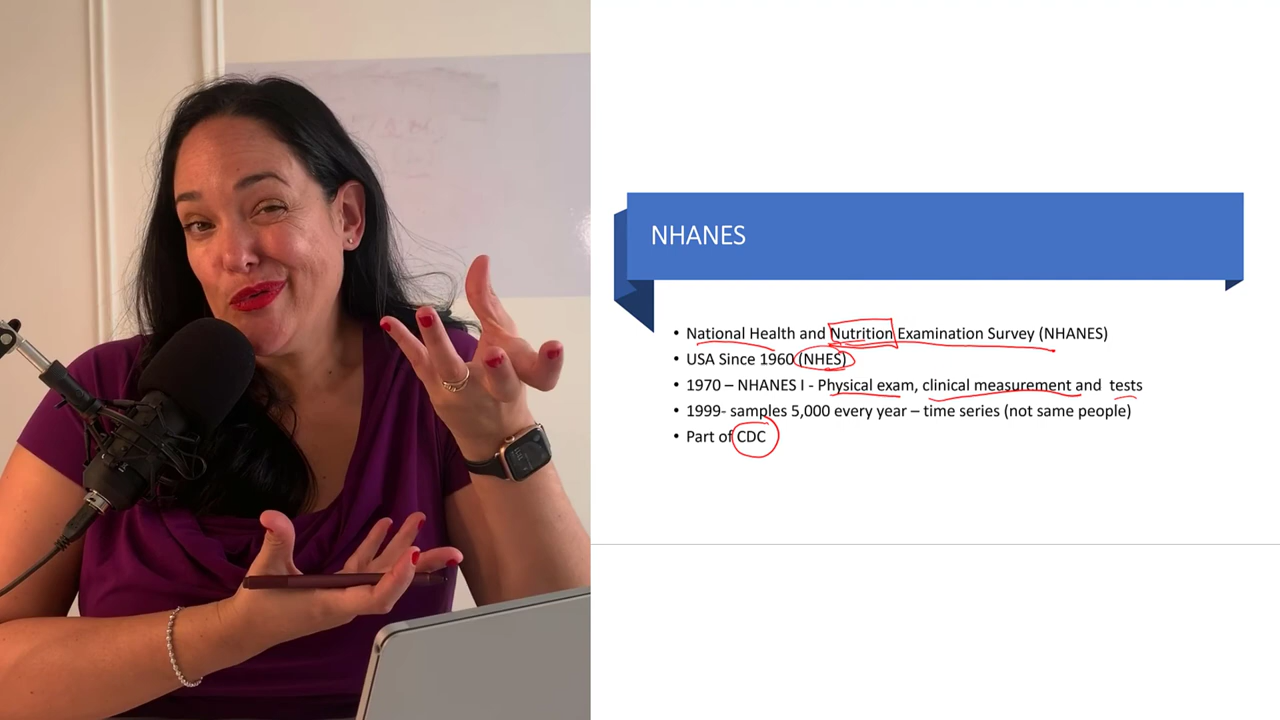 NHANES
• National Health and Nutrition Examination Survey (NHANES)
• USA Since 1960 (NHES)
• 1970 – NHANES I - Physical exam, clinical measurement and tests
• 1999- samples 5,000 every year – time series (not same people)
• Part of CDC